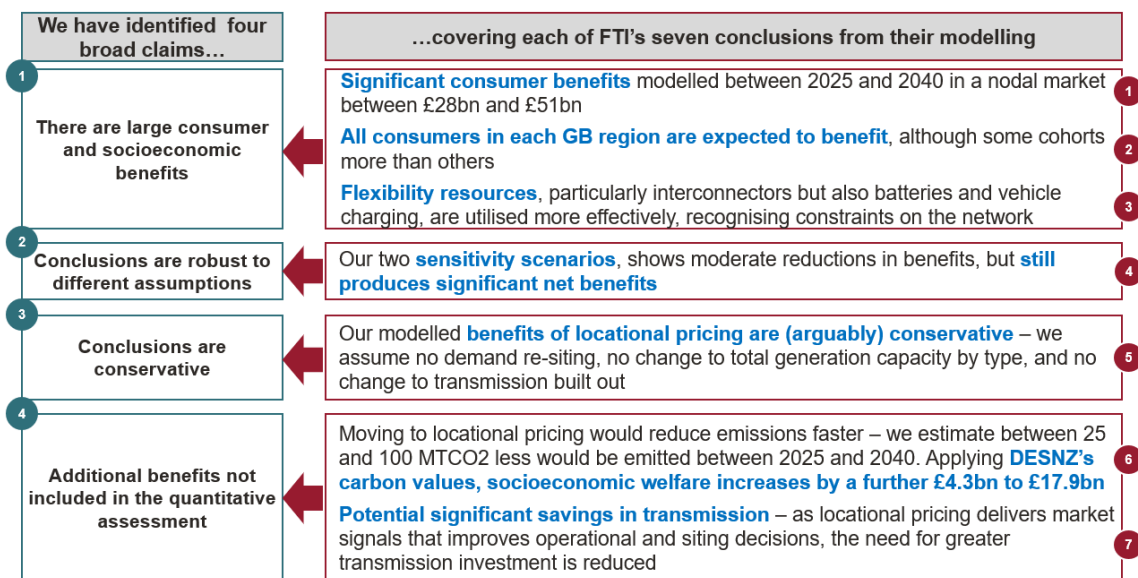 We have identified four
broad claims…
…covering each of FTI's seven conclusions from their modelling
1
There are large consumer
and socioeconomic
benefits
Significant consumer benefits modelled between 2025 and 2040 in a nodal market
between £28bn and £51bn
1
All consumers in each GB region are expected to benefit, although some cohorts
more than others
2
Flexibility resources, particularly interconnectors but also batteries and vehicle
charging, are utilised more effectively, recognising constraints on the network
3
2
Conclusions are robust to
different assumptions
Our two sensitivity scenarios, shows moderate reductions in benefits, but still
produces significant net benefits
4
3
Conclusions are
conservative
Our modelled benefits of locational pricing are (arguably) conservative – we
assume no demand re-siting, no change to total generation capacity by type, and no
change to transmission built out
5
4
Additional benefits not
included in the quantitative
assessment
Moving to locational pricing would reduce emissions faster – we estimate between 25
and 100 MTCO2 less would be emitted between 2025 and 2040. Applying DESNZ's
carbon values, socioeconomic welfare increases by a further £4.3bn to £17.9bn
6
Potential significant savings in transmission – as locational pricing delivers market
signals that improves operational and siting decisions, the need for greater
transmission investment is reduced
7